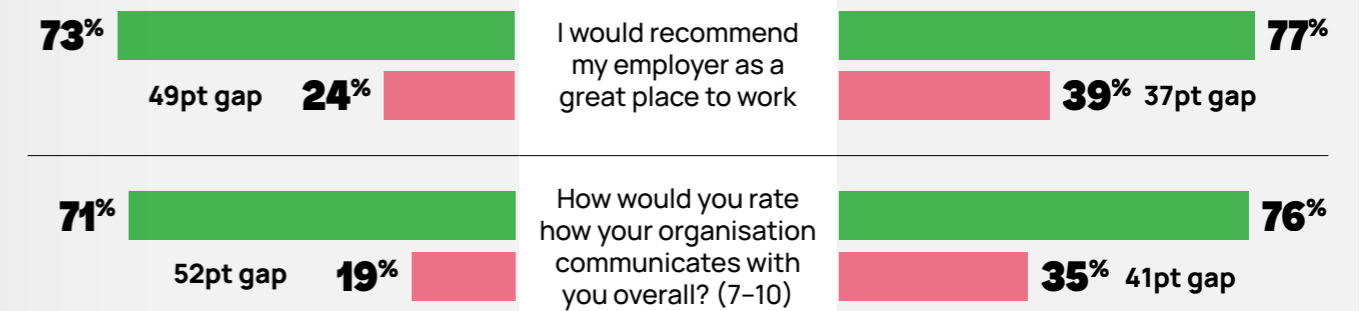 73%
49pt gap 24%
I would recommend
my employer as a
great place to work
77%
39% 37pt gap
71%
52pt gap 19%
How would you rate
how your organisation
communicates with
you overall? (7–10)
76%
35% 41pt gap